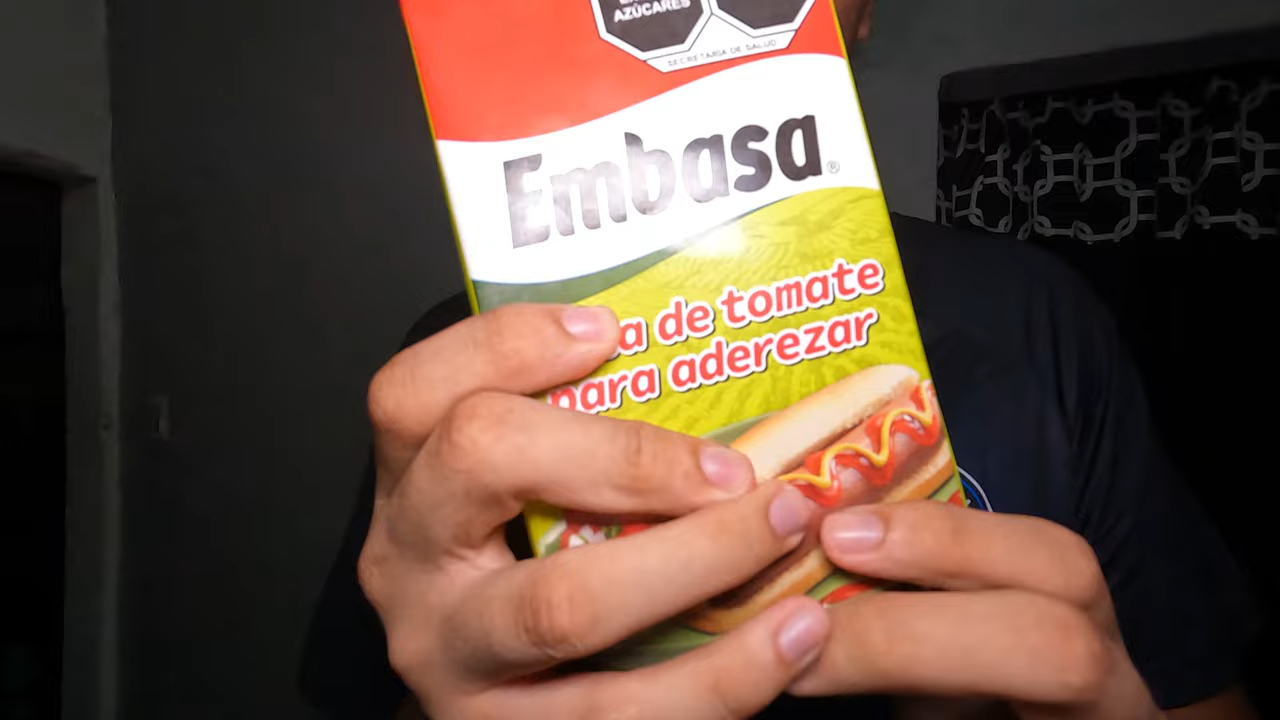 AZÚCARES
SECRETARÍA DE SALUD
Embasa®
de tomate
para aderezar